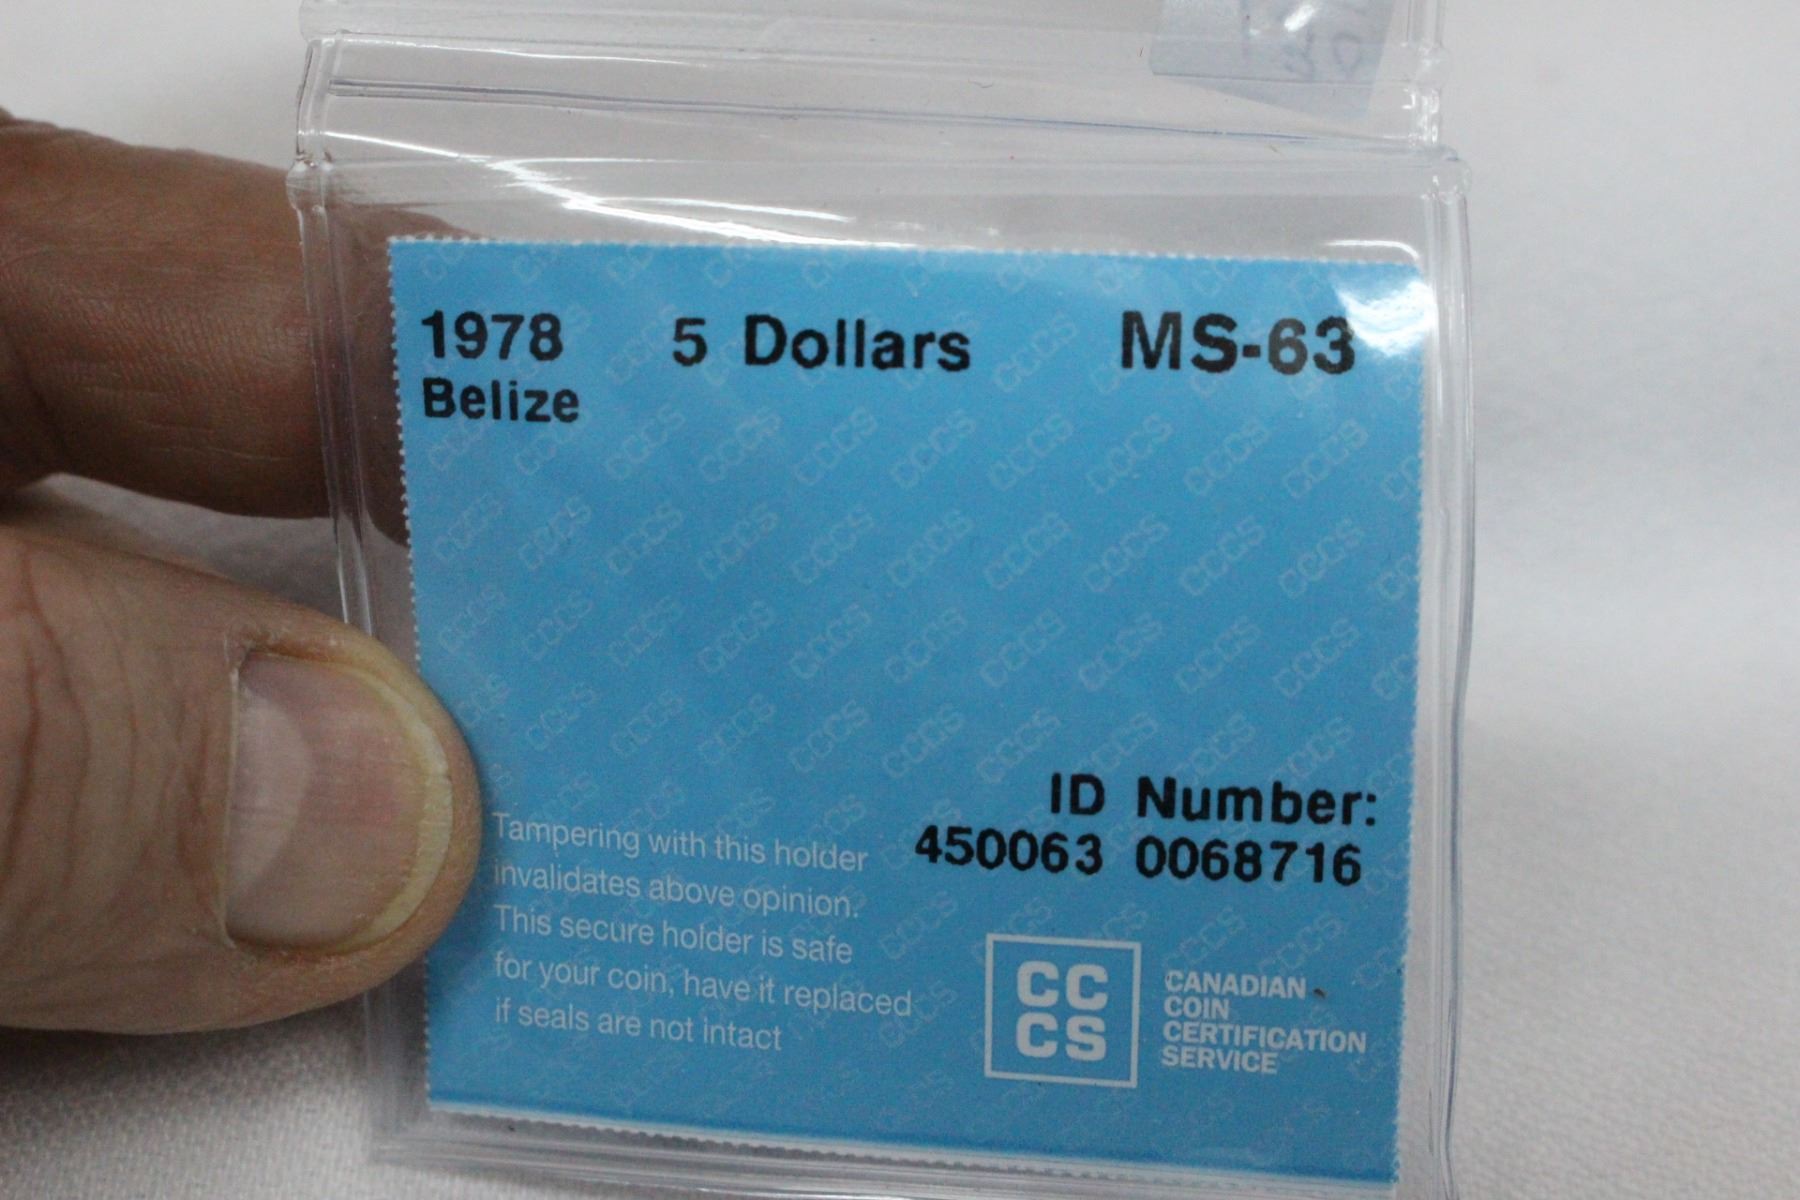 1978 5 Dollars MS-63
Belize
ID Number:
450063 0068716
Tampering with this holder
invalidates above opinion.
This secure holder is safe
for your coin, have it replaced
if seals are not intact
CC
CS
CANADIAN
COIN
CERTIFICATION
SERVICE